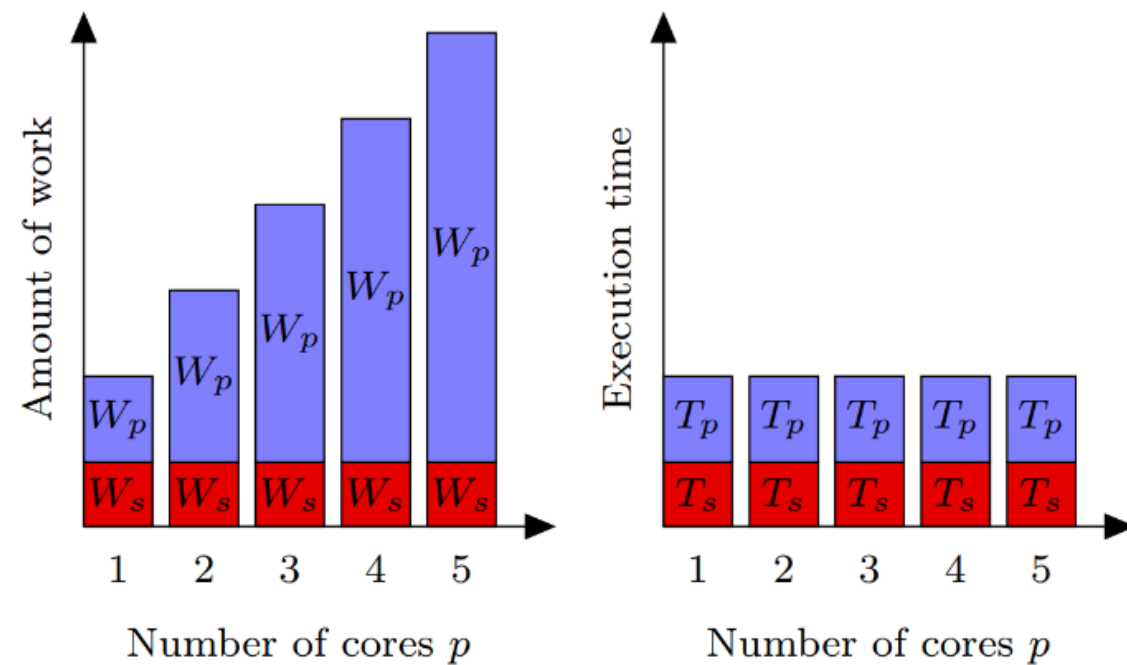 Amount of work
W_p
W_p
W_p
W_p
W_p
W_s
W_s
W_s
W_s
W_s
1 2 3 4 5
Number of cores p
Execution time
T_p
T_p
T_p
T_p
T_p
T_s
T_s
T_s
T_s
T_s
1 2 3 4 5
Number of cores p